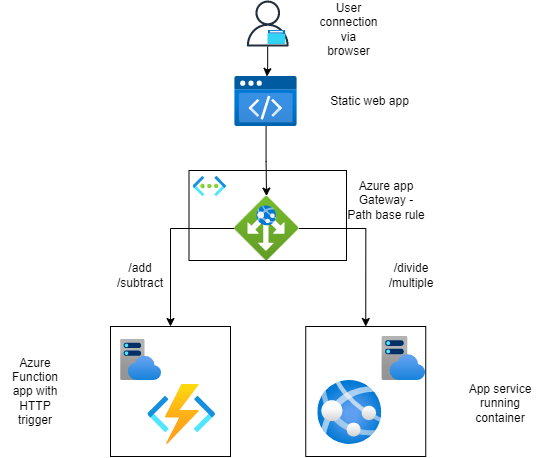 User
connection
via
browser
Static web app
Azure app
Gateway -
Path base rule
/add
/subtract
/divide
/multiple
Azure
Function
app with
HTTP
trigger
App service
running
container